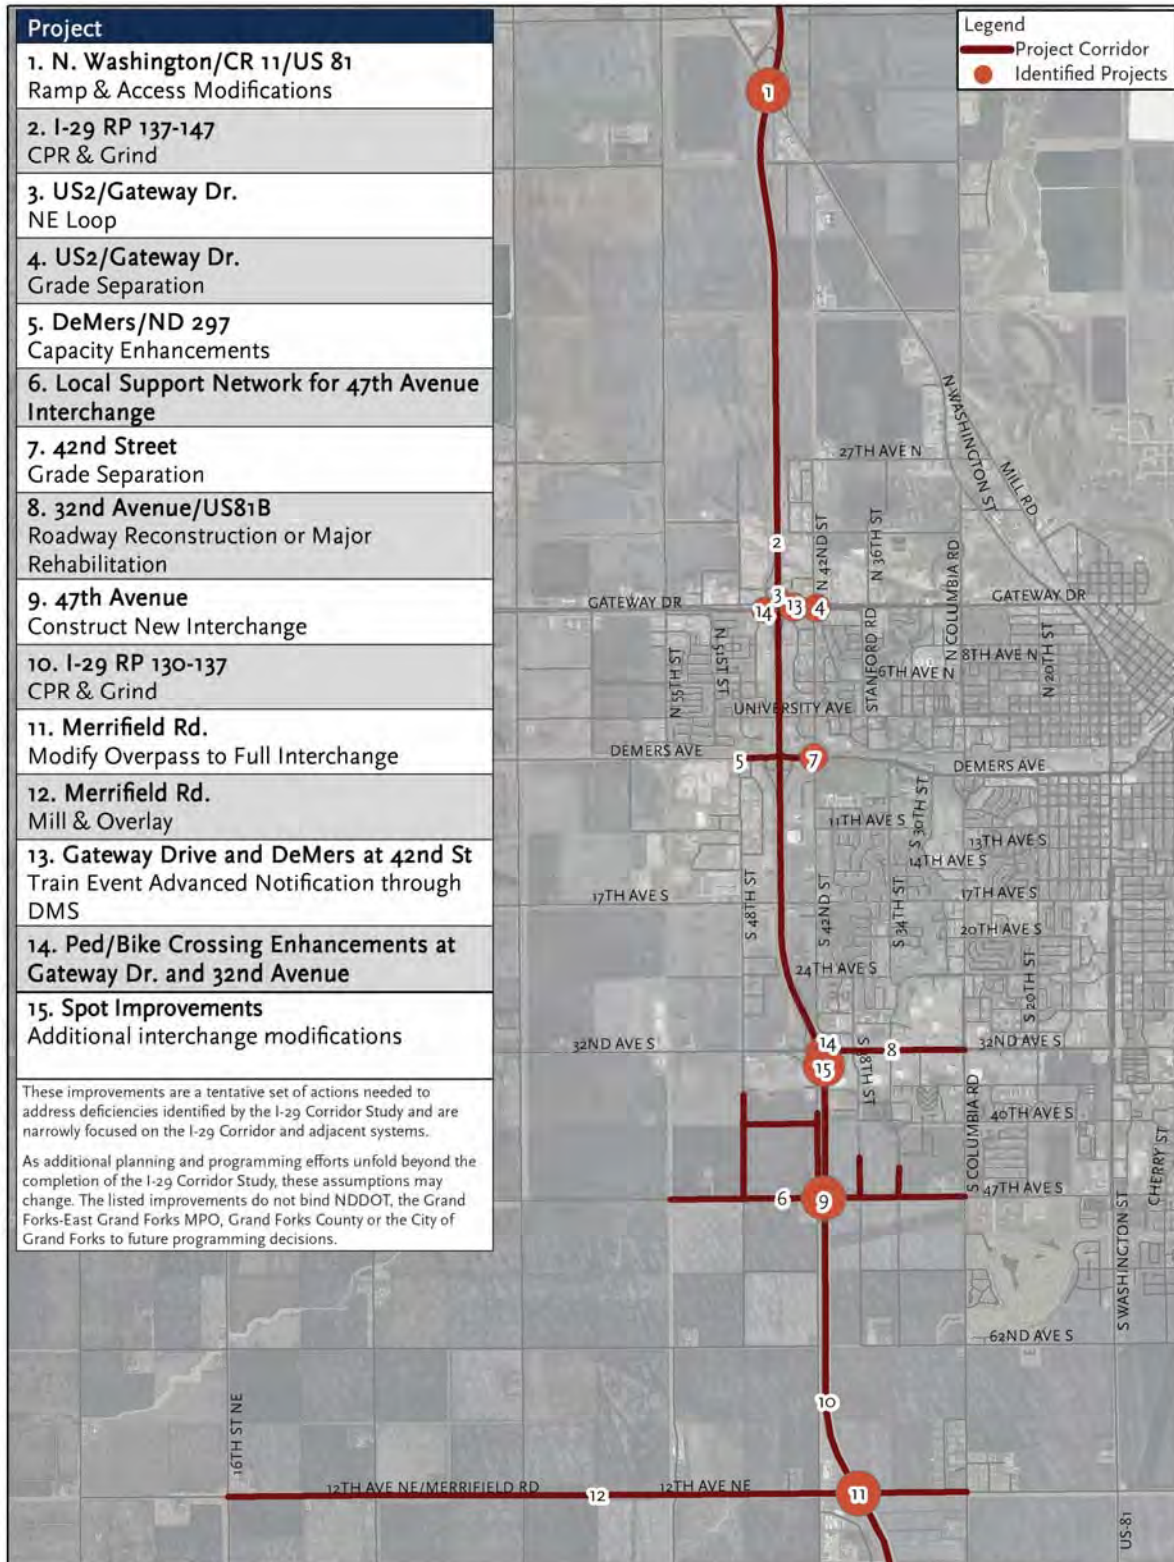 Project
1. N. Washington/CR 11/US 81
Ramp & Access Modifications
2. I-29 RP 137-147
CPR & Grind
3. US2/Gateway Dr.
NE Loop
4. US2/Gateway Dr.
Grade Separation
5. DeMers/ND 297
Capacity Enhancements
6. Local Support Network for 47th Avenue
Interchange
7. 42nd Street
Grade Separation
8. 32nd Avenue/US81B
Roadway Reconstruction or Major
Rehabilitation
9. 47th Avenue
Construct New Interchange
10. I-29 RP 130-137
CPR & Grind
11. Merrifield Rd.
Modify Overpass to Full Interchange
12. Merrifield Rd.
Mill & Overlay
13. Gateway Drive and DeMers at 42nd St
Train Event Advanced Notification through
DMS
14. Ped/Bike Crossing Enhancements at
Gateway Dr. and 32nd Avenue
15. Spot Improvements
Additional interchange modifications
These improvements are a tentative set of actions needed to
address deficiencies identified by the I-29 Corridor Study and are
narrowly focused on the I-29 Corridor and adjacent systems.
As additional planning and programming efforts unfold beyond the
completion of the I-29 Corridor Study, these assumptions may
change. The listed improvements do not bind NDDOT, the Grand
Forks-East Grand Forks MPO, Grand Forks County or the City of
Grand Forks to future programming decisions.
Legend
Project Corridor
Identified Projects
1
N WASHINGTON ST
MILL RD
27TH AVE N
2
N 42ND ST
N 36TH ST
N COLUMBIA RD
GATEWAY DR
14
3
13
4
GATEWAY DR
N 55TH ST
N 51ST ST
STANFORD RD
6TH AVE N
8TH AVE N
N 20TH ST
UNIVERSITY AVE
DEMERS AVE
5
7
DEMERS AVE
11TH AVE S
S 30TH ST
13TH AVE S
14TH AVE S
17TH AVE S
S 48TH ST
S 42ND ST
S 34TH ST
17TH AVE S
20TH AVE S
24TH AVE S
S 20TH ST
32ND AVE S
14
15
8
S 38TH ST
32ND AVE S
40TH AVE S
S COLUMBIA RD
6
9
47TH AVE S
CHERRY ST
S WASHINGTON ST
62ND AVE S
10
16TH ST NE
12TH AVE NE/MERRIFIELD RD
12
12TH AVE NE
11
US-81